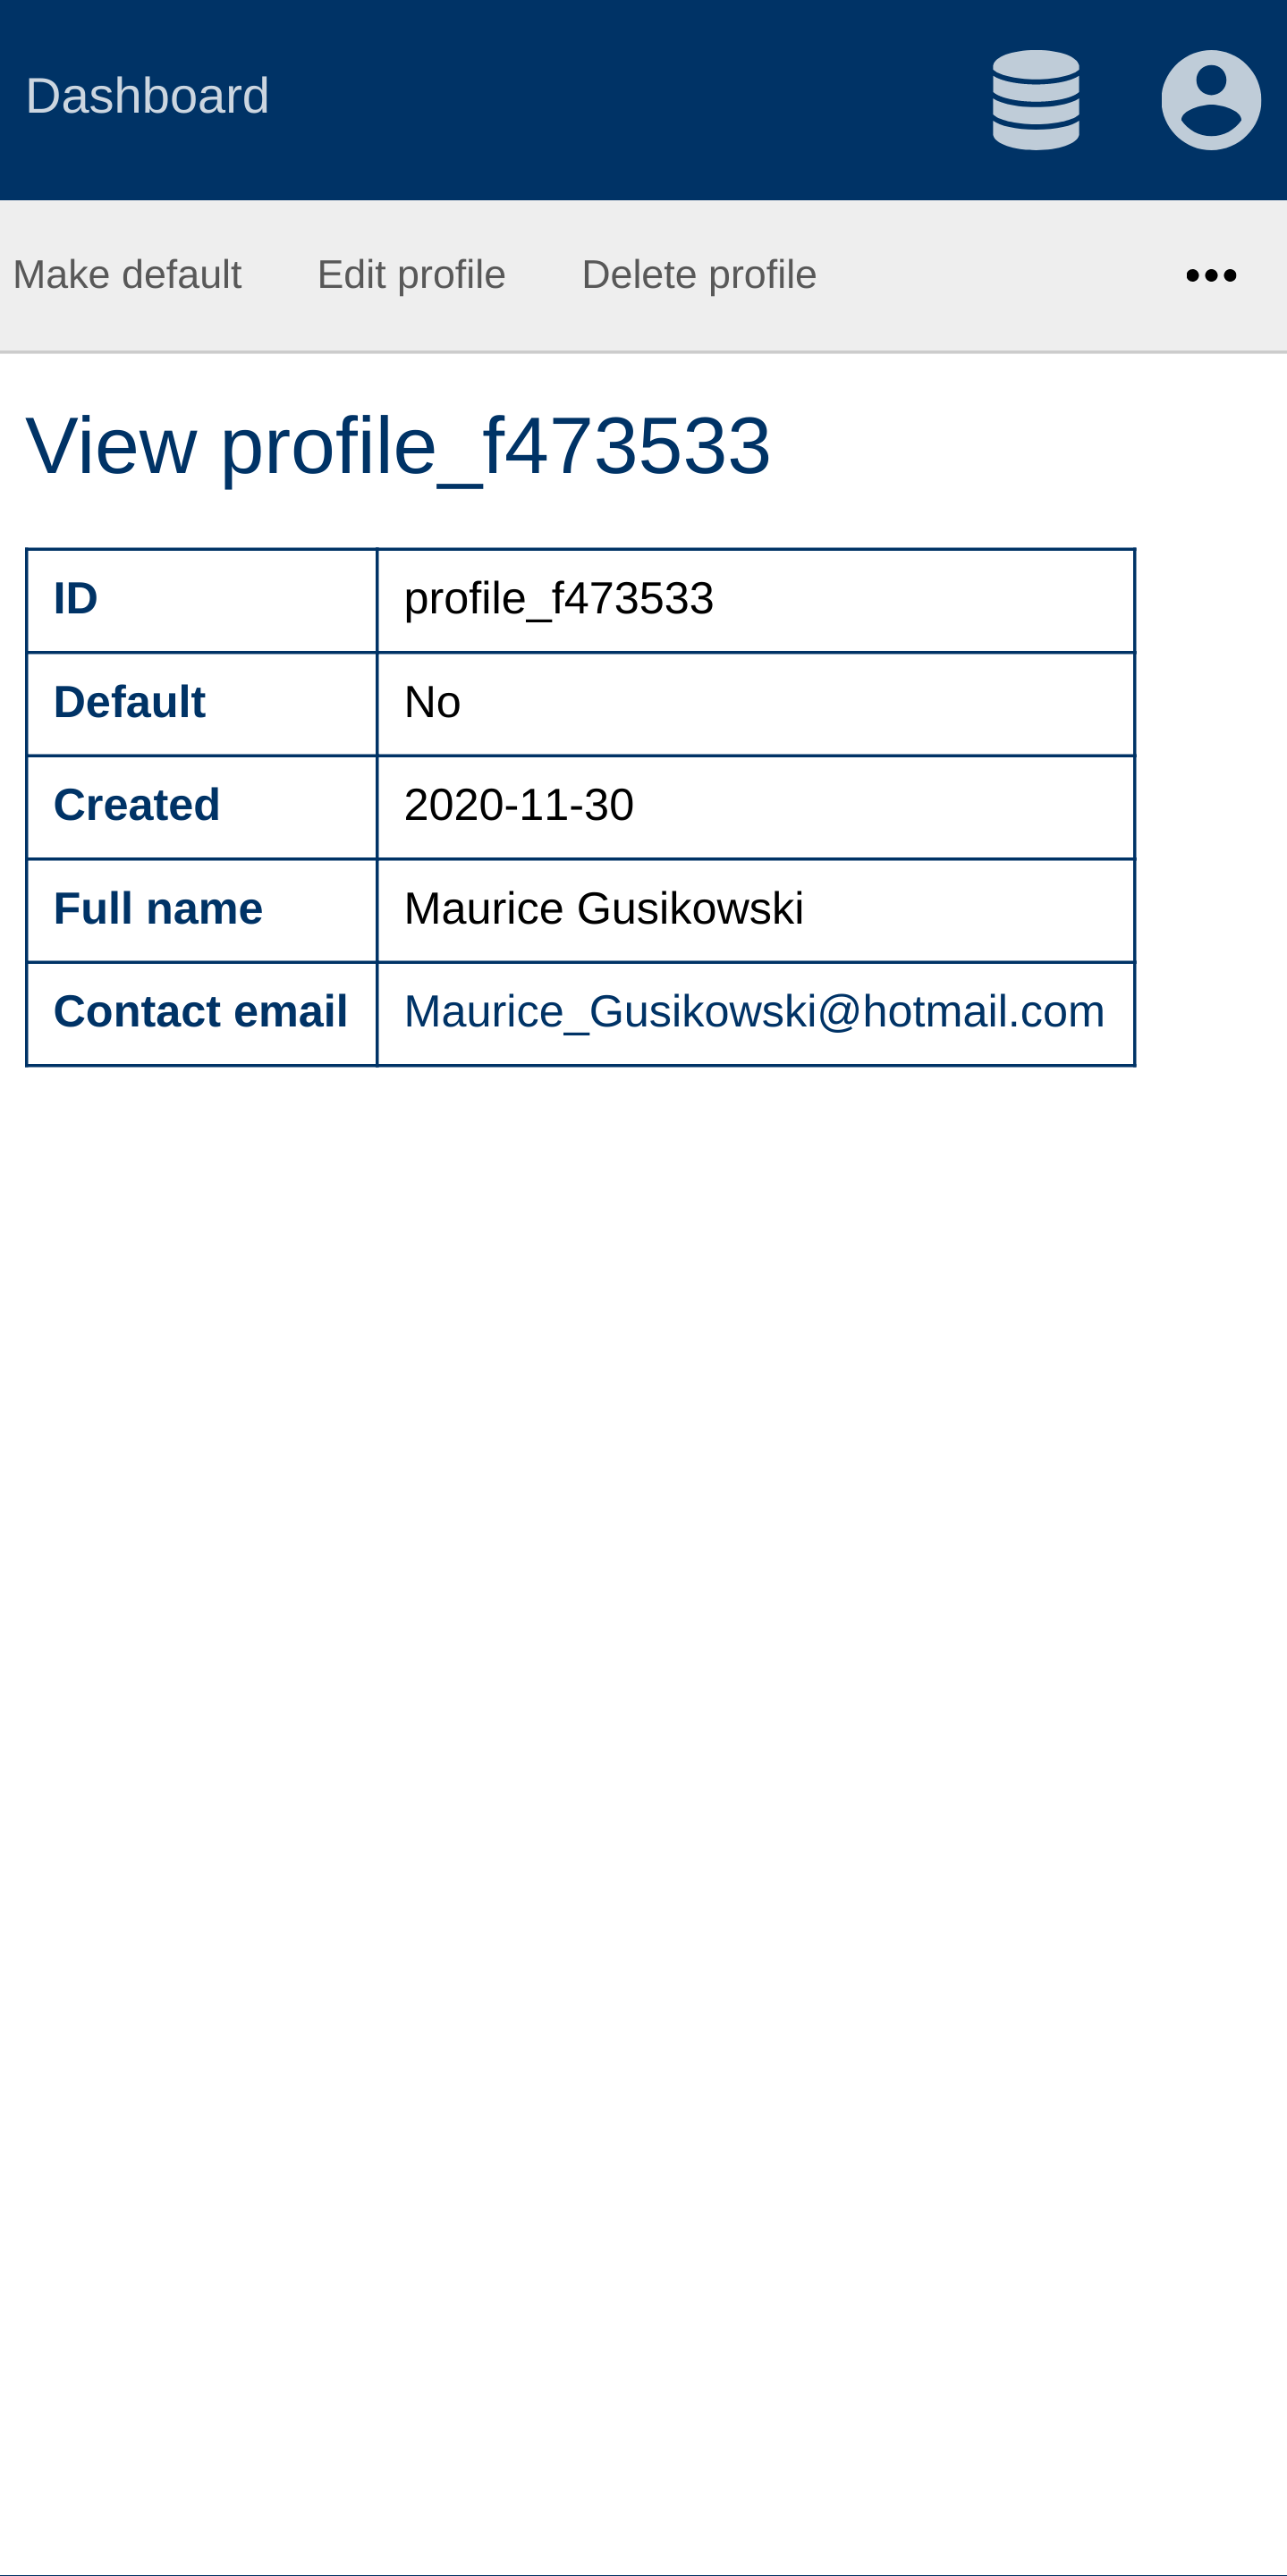 Dashboard
Make default Edit profile Delete profile
View profile_f473533
ID profile_f473533
Default No
Created 2020-11-30
Full name Maurice Gusikowski
Contact email Maurice_Gusikowski@hotmail.com